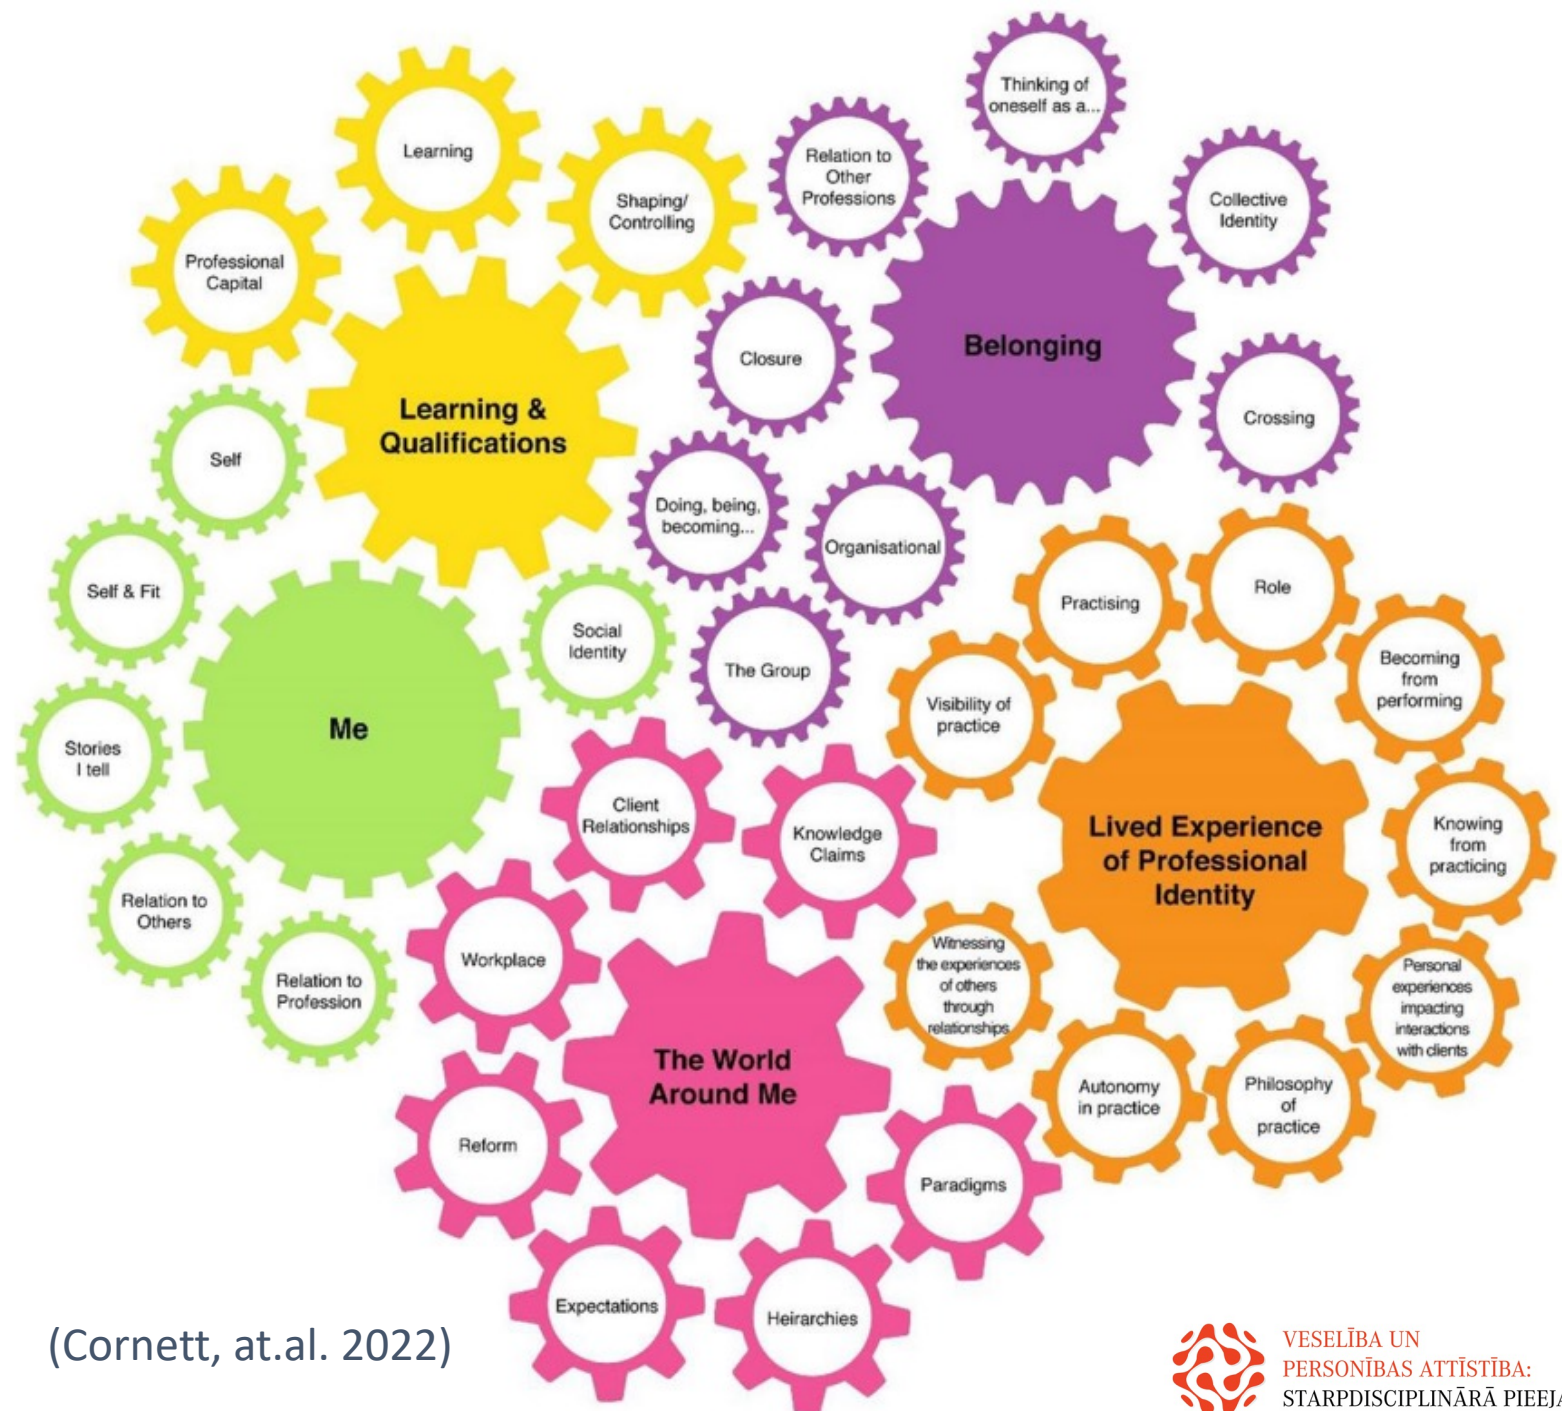 Learning
Shaping/
Controlling
Professional
Capital
Learning &
Qualifications
Thinking of
oneself as a...
Relation to
Other
Professions
Collective
Identity
Closure
Belonging
Crossing
Doing, being,
becoming...
Organisational
The Group
Self
Self & Fit
Social
Identity
Me
Stories
I tell
Relation to
Others
Relation to
Profession
Practising
Role
Visibility of
practice
Becoming
from
performing
Lived Experience
of Professional
Identity
Knowing
from
practicing
Witnessing
the experiences
of others
through
relationships
Personal
experiences
impacting
interactions
with clients
Autonomy
in practice
Philosophy
of
practice
Client
Relationships
Knowledge
Claims
Workplace
The World
Around Me
Reform
Paradigms
Expectations
Heirarchies
(Cornett, at.al. 2022)
VESELĪBA UN
PERSONĪBAS ATTĪSTĪBA:
STARPDISCIPLINĀRĀ PIEEJA